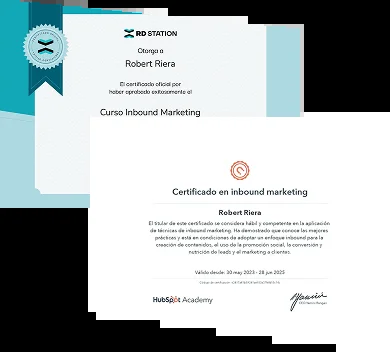 RD STATION
Otorga a
Robert Riera
El certificado oficial por
haber aprobado exitosamente el
Curso Inbound Marketing
Certificado en inbound marketing
Robert Riera
El titular de este certificado se considera hábil y competente en la aplicación
de técnicas de inbound marketing. Ha demostrado que conoce las mejores
prácticas y está en condiciones de adoptar un enfoque inbound para la
creación de contenidos, el uso de la promoción social, la conversión y
nutrición de leads y el marketing a clientes.
Válido desde: 30 may 2023 - 28 jun 2025
Código de certificación:
HubSpot Academy